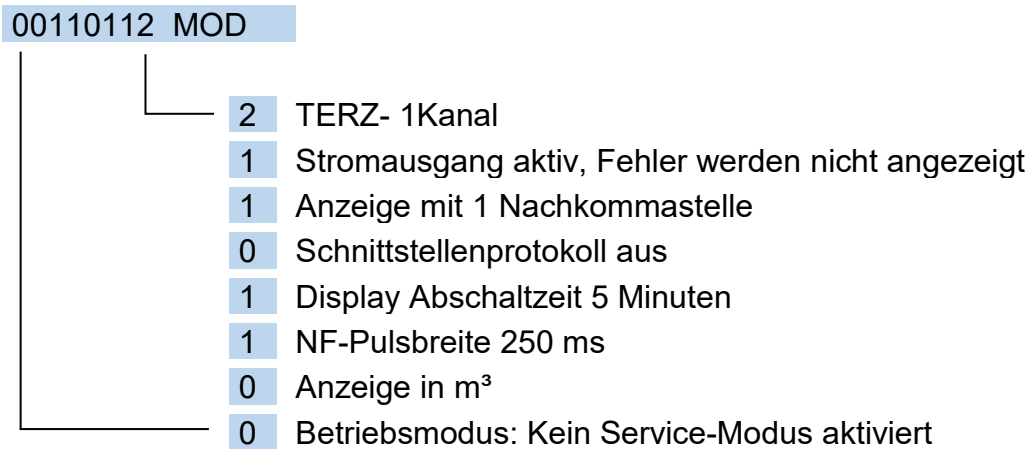 00110112 MOD
2 TERZ- 1Kanal
1 Stromausgang aktiv, Fehler werden nicht angezeigt
1 Anzeige mit 1 Nachkommastelle
0 Schnittstellenprotokoll aus
1 Display Abschaltzeit 5 Minuten
1 NF-Pulsbreite 250 ms
0 Anzeige in m³
0 Betriebsmodus: Kein Service-Modus aktiviert